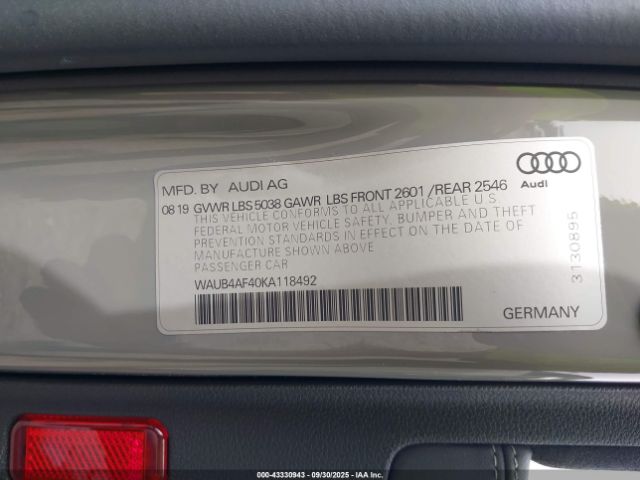 MFD. BY AUDI AG
08 19 GVWR LBS 5038 GAWR LBS FRONT 2601 /REAR 2546
THIS VEHICLE CONFORMS TO ALL APPLICABLE U.S.
FEDERAL MOTOR VEHICLE SAFETY, BUMPER AND THEFT
PREVENTION STANDARDS IN EFFECT ON THE DATE OF
MANUFACTURE SHOWN ABOVE
PASSENGER CAR
WAUB4AF40KA118492
Audi
3130895
GERMANY
000-43330943 - 09/30/2025 - IAA, Inc.